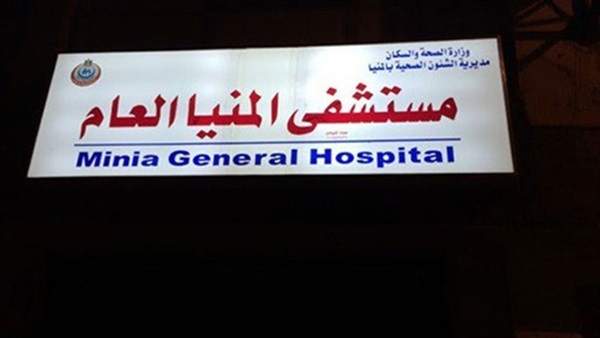 وزارة الصحة والسكان
مديرية الشئون الصحية بالمنيا
مستشفى المنيا العام
Minia General Hospital